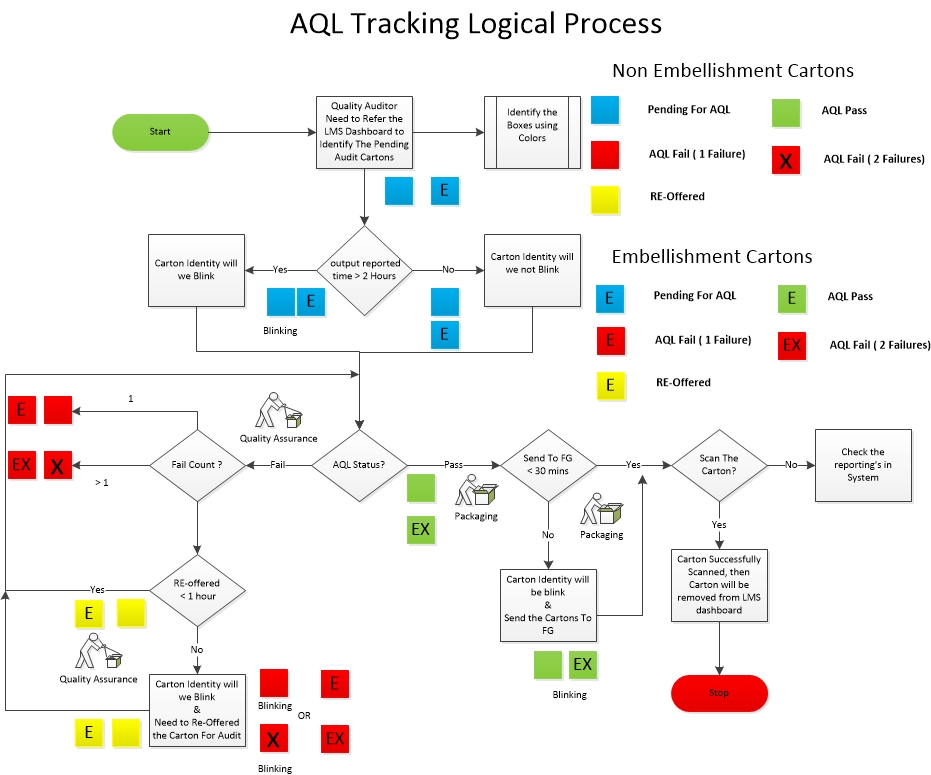 AQL Tracking Logical Process
Non Embellishment Cartons
Pending For AQL
AQL Pass
AQL Fail ( 1 Failure)
X
AQL Fail ( 2 Failures)
RE-Offered
Embellishment Cartons
E
Pending For AQL
E
AQL Pass
E
AQL Fail ( 1 Failure)
EX
AQL Fail ( 2 Failures)
E
RE-Offered
Start
Quality Auditor
Need to Refer the
LMS Dashboard to
Identify The Pending
Audit Cartons
Identify the
Boxes using
Colors
E
Carton Identity will
we Blink
Yes
output reported
time > 2 Hours
No
Carton Identity will
we not Blink
E
Blinking
E
E
1
EX
X
> 1
Quality Assurance
Fail Count ?
Fail
AQL Status?
Pass
EX
Packaging
Send To FG
< 30 mins
Yes
Packaging
Scan The
Carton?
No
Check the
reporting's in
System
No
Yes
Carton Identity will
be blink
&
Send the Cartons To
FG
EX
Blinking
Carton Successfully
Scanned, then
Carton will be
removed from LMS
dashboard
Stop
RE-offered
< 1 hour
Yes
E
Quality Assurance
No
Carton Identity will
we Blink
&
Need to Re-Offered
the Carton For Audit
E
E
Blinking
OR
X
EX
Blinking